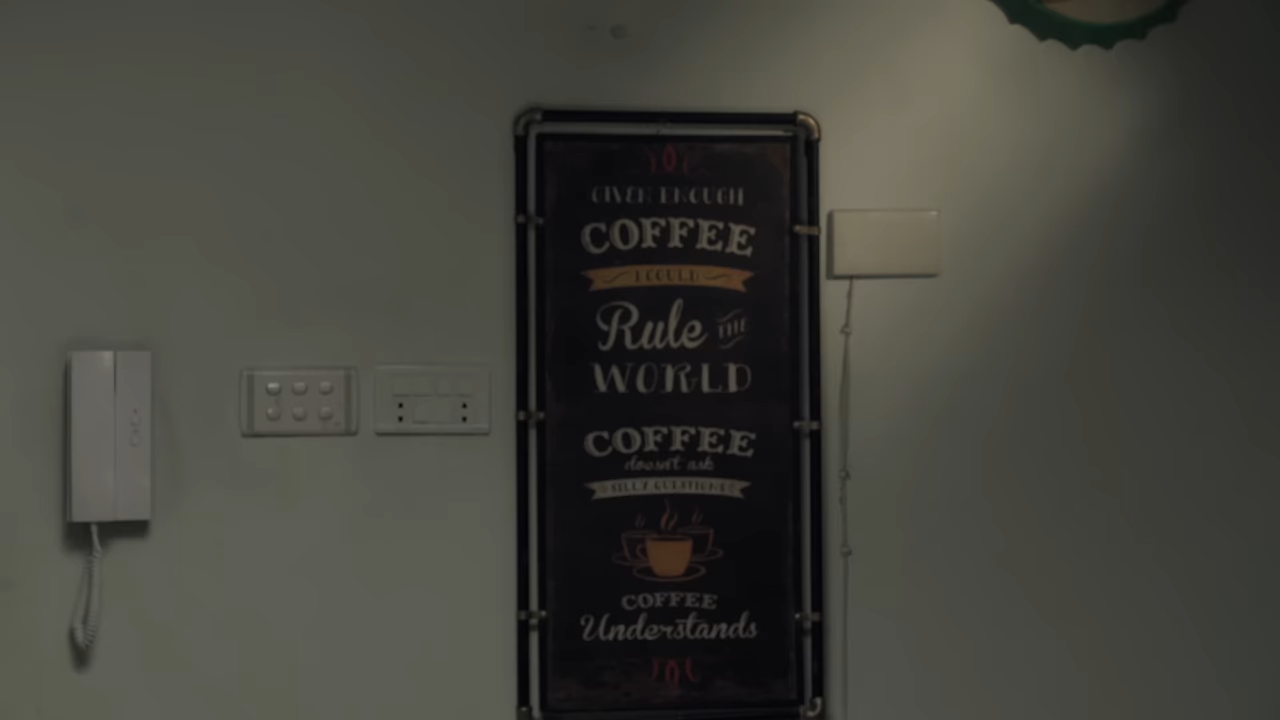 GIVEN ENOUGH
COFFEE
I COULD
Rule THE
WORLD
COFFEE
doesn't ask
SILLY QUESTIONS
COFFEE
Understands